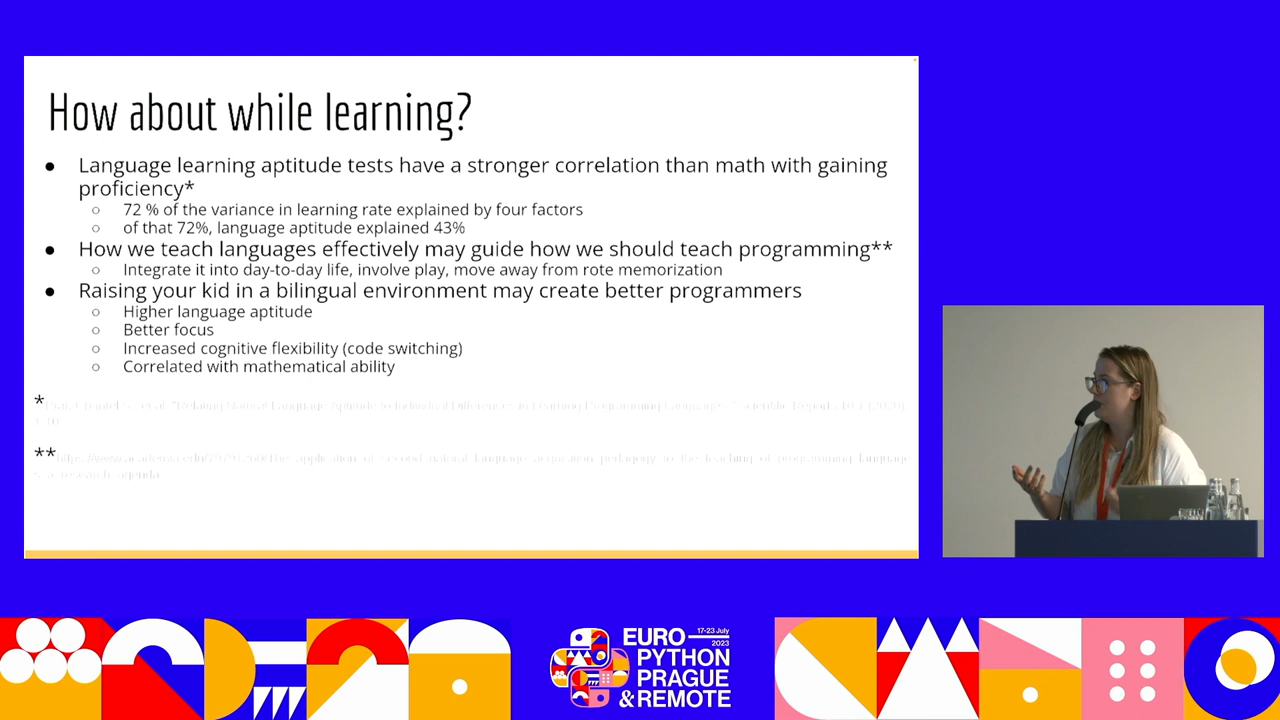 How about while learning?
● Language learning aptitude tests have a stronger correlation than math with gaining
proficiency*
○ 72 % of the variance in learning rate explained by four factors
○ of that 72%, language aptitude explained 43%
● How we teach languages effectively may guide how we should teach programming**
○ Integrate it into day-to-day life, involve play, move away from rote memorization
● Raising your kid in a bilingual environment may create better programmers
○ Higher language aptitude
○ Better focus
○ Increased cognitive flexibility (code switching)
○ Correlated with mathematical ability
*
**
17-23 July
2023
EURO
PYTHON
PRAGUE
& REMOTE